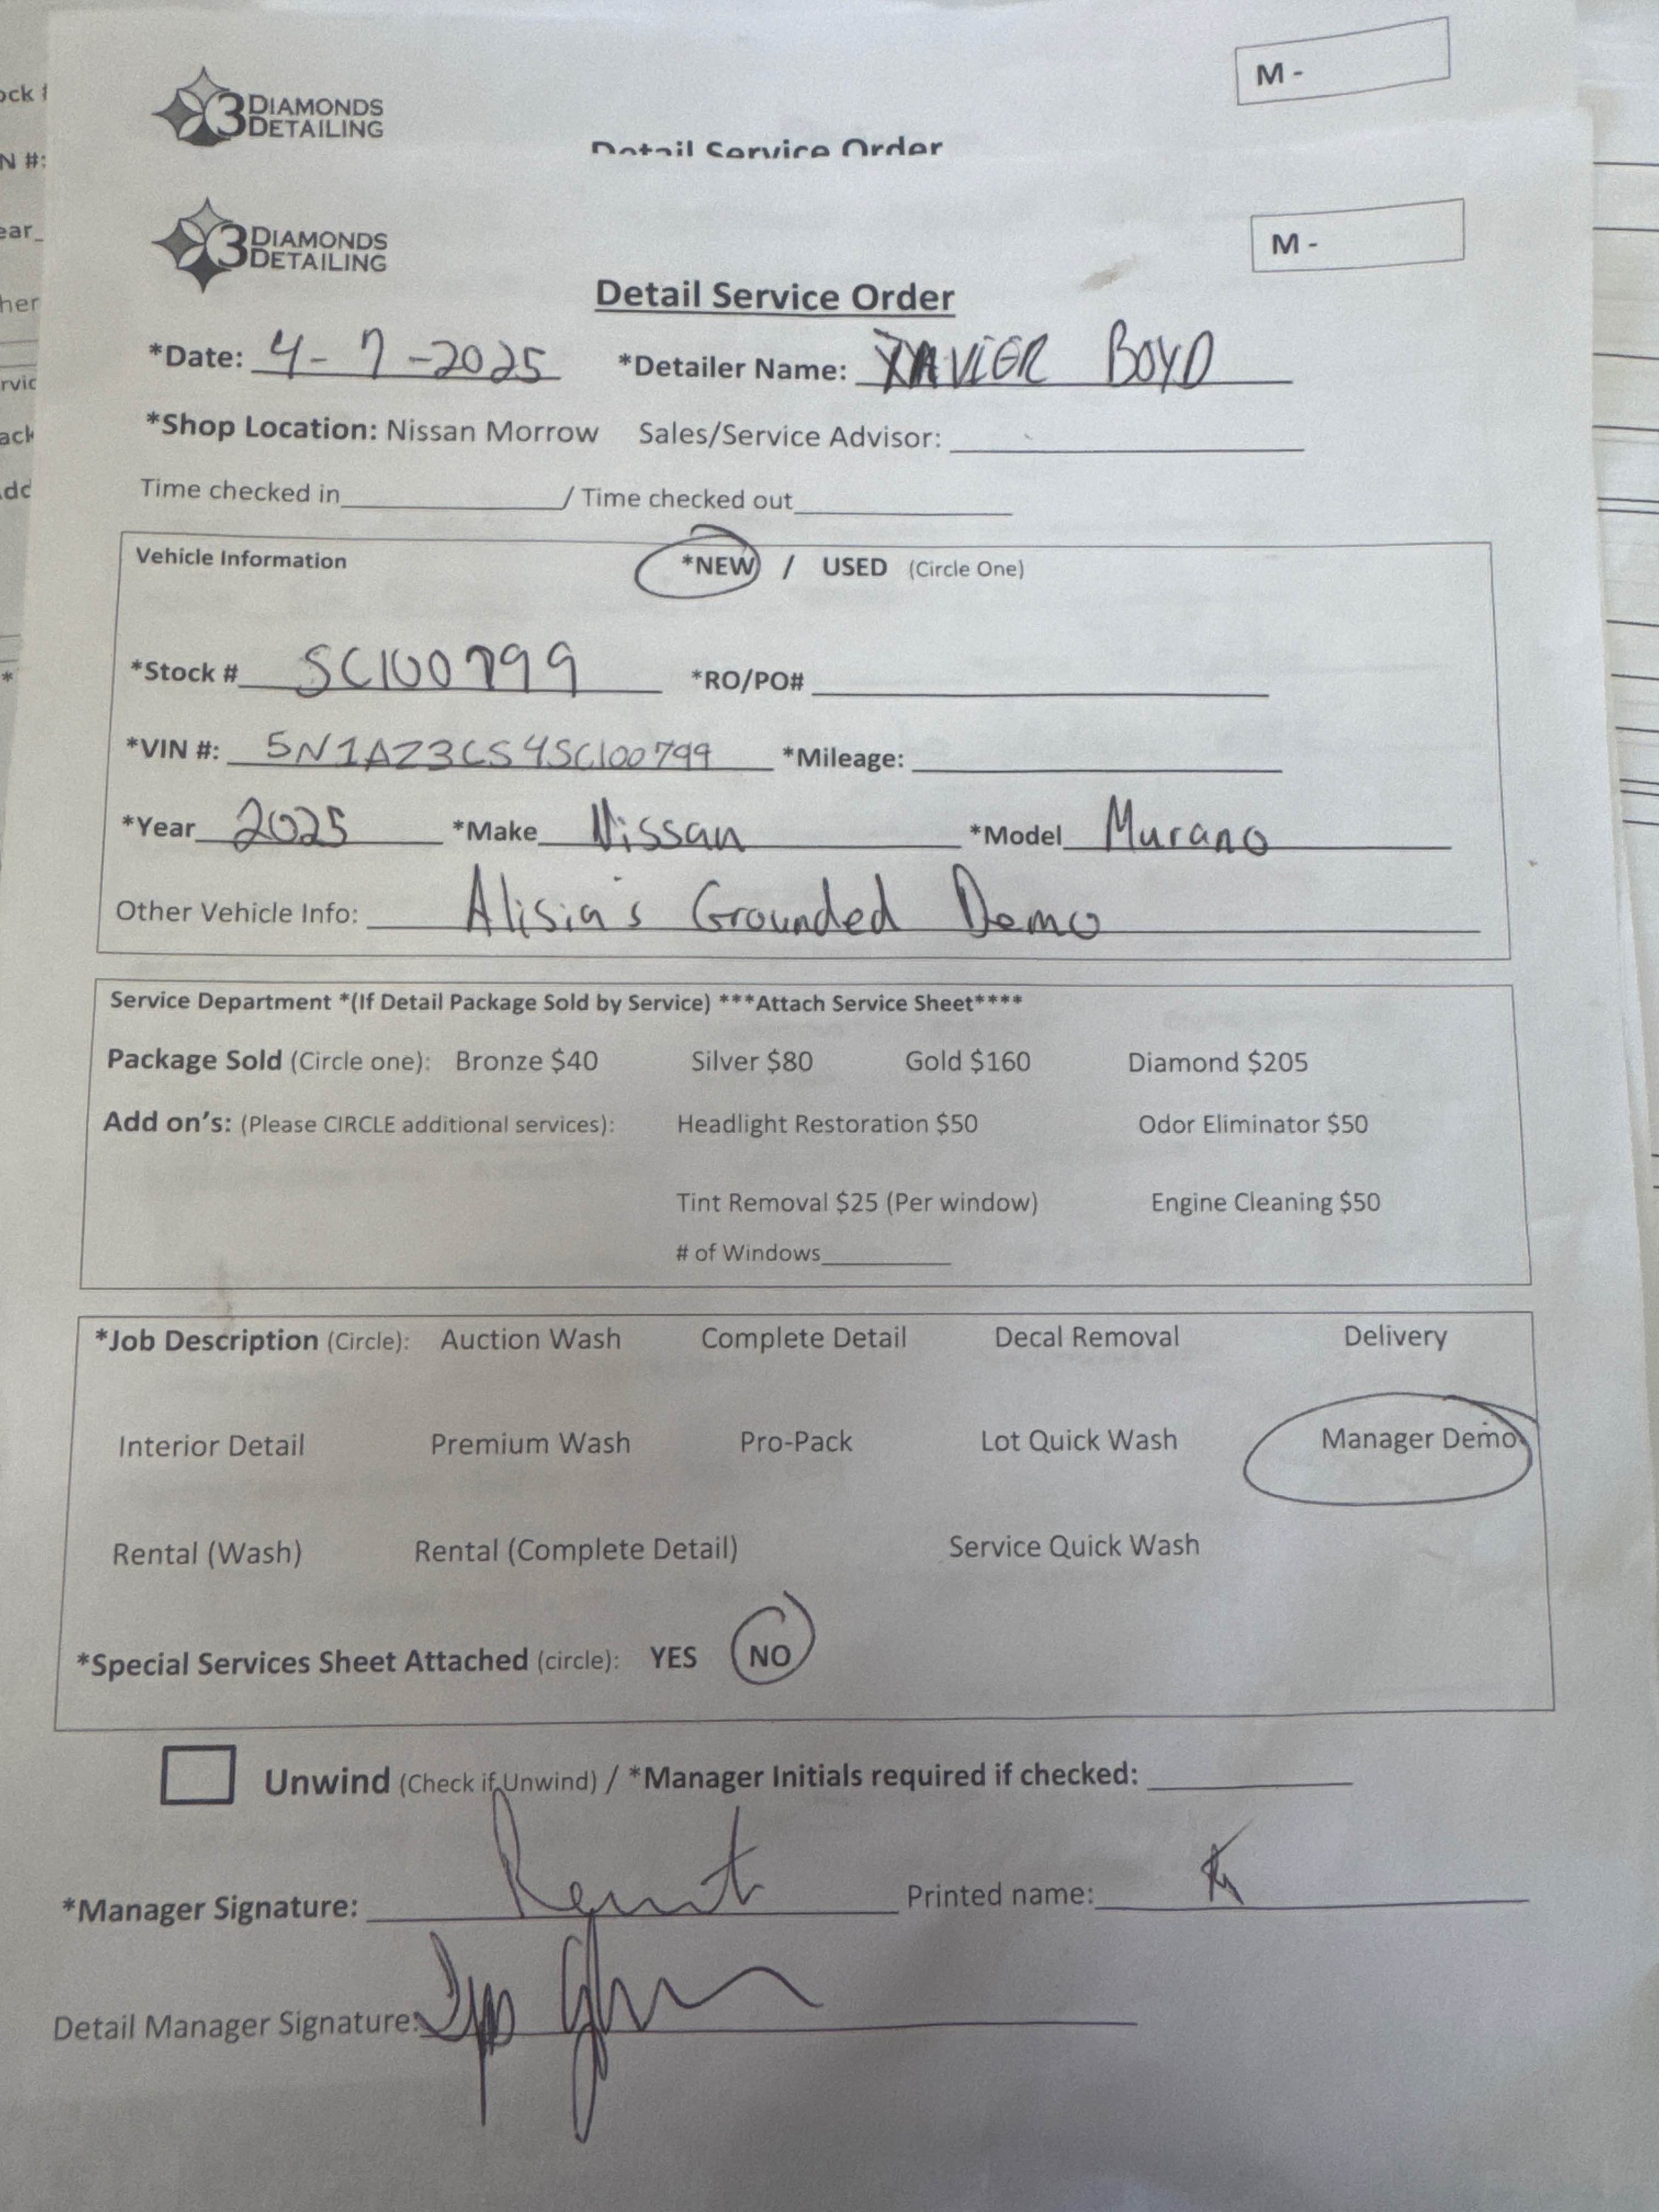 ock #
N #:
ear_
her
rvic
ack
Add
*
3 DIAMONDS
DETAILING
M -
Detail Service Order
3 DIAMONDS
DETAILING
M -
Detail Service Order
*Date: 4-7-2025 *Detailer Name: XAVIER BOYD
*Shop Location: Nissan Morrow Sales/Service Advisor:
Time checked in / Time checked out
Vehicle Information *NEW / USED (Circle One)
*Stock # SC100799 *RO/PO#
*VIN #: 5N1AZ3CS4SC100799 *Mileage:
*Year 2025 *Make Nissan *Model Murano
Other Vehicle Info: Alisia's Grounded Demo
Service Department *(If Detail Package Sold by Service) ***Attach Service Sheet****
Package Sold (Circle one): Bronze $40 Silver $80 Gold $160 Diamond $205
Add on's: (Please CIRCLE additional services): Headlight Restoration $50 Odor Eliminator $50
Tint Removal $25 (Per window) Engine Cleaning $50
# of Windows
*Job Description (Circle): Auction Wash Complete Detail Decal Removal Delivery
Interior Detail Premium Wash Pro-Pack Lot Quick Wash Manager Demo
Rental (Wash) Rental (Complete Detail) Service Quick Wash
*Special Services Sheet Attached (circle): YES NO
Unwind (Check if Unwind) / *Manager Initials required if checked:
*Manager Signature: Printed name:
Detail Manager Signature: